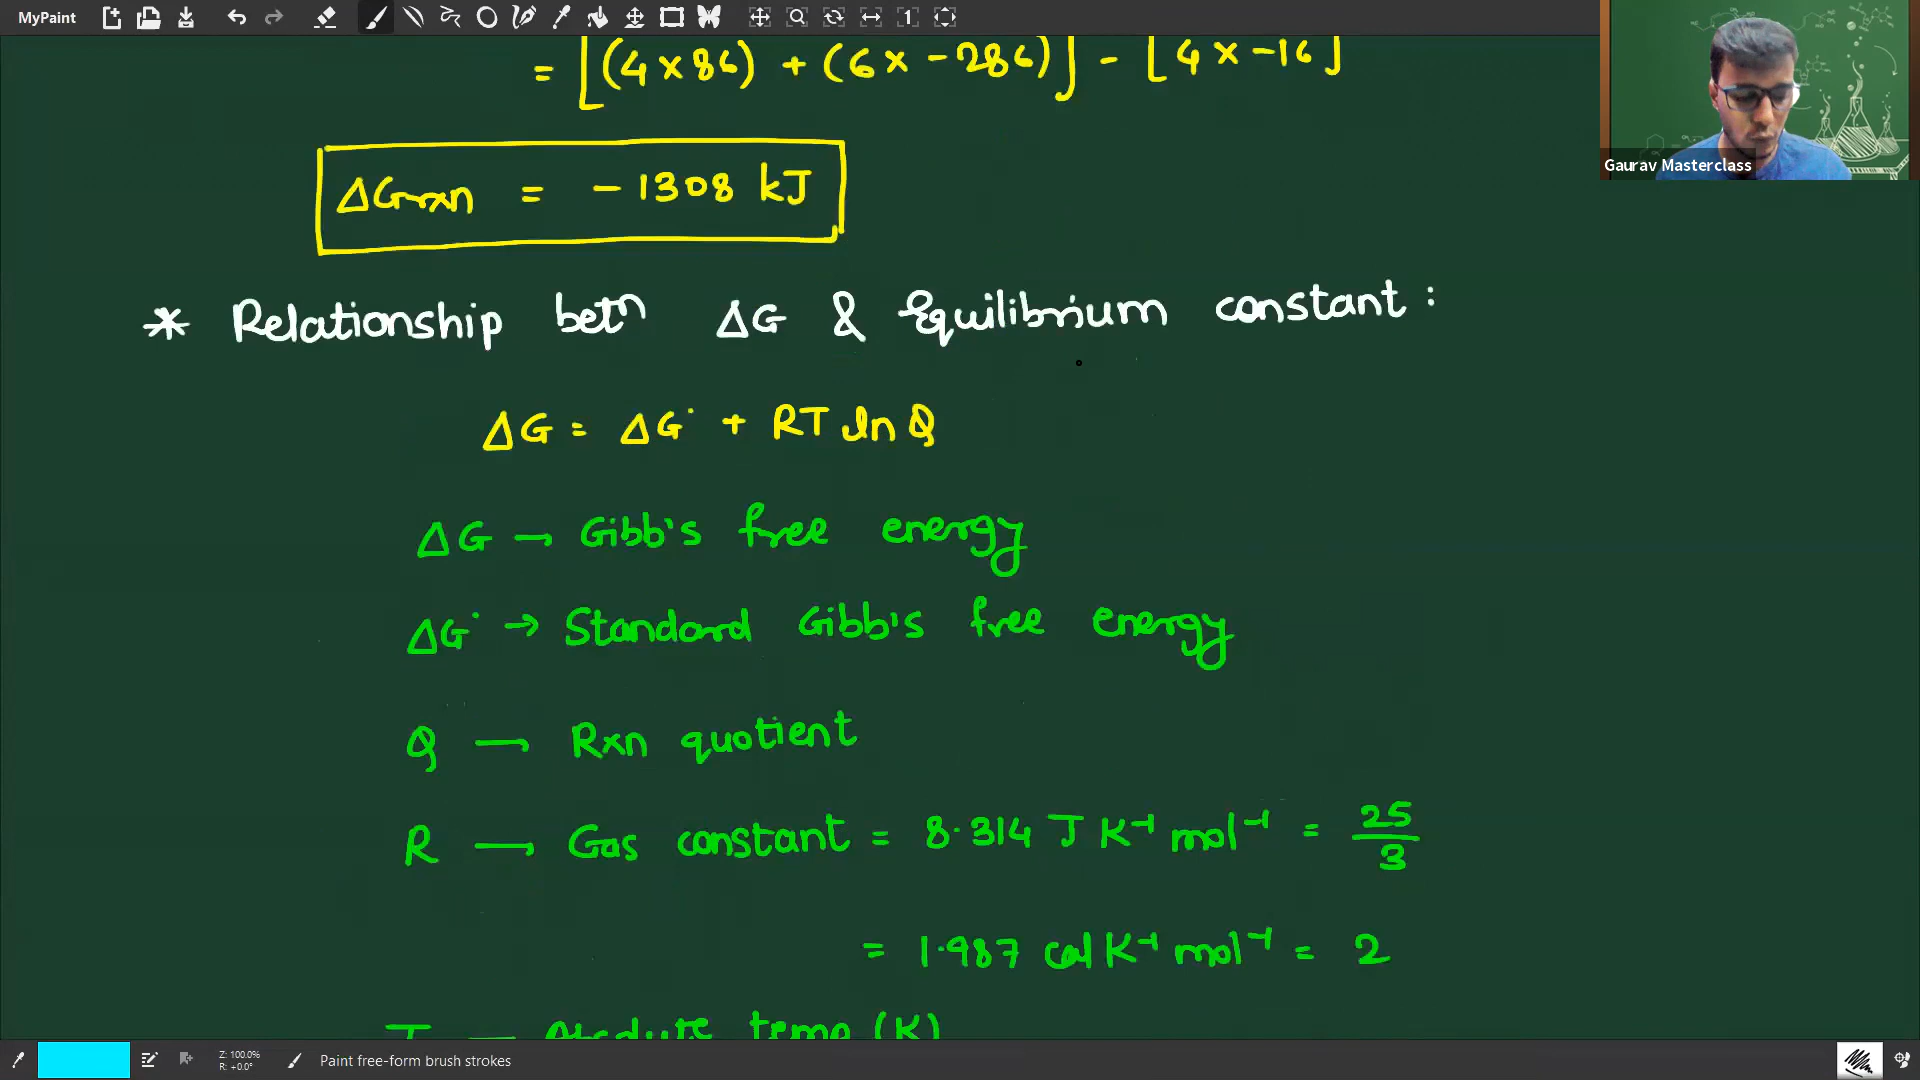 MyPaint
= [(4 x 86) + (6 x -286)] - [4 x -16]
ΔGrxn = -1308 kJ
Gaurav Masterclass
* Relationship betn ΔG & Equilibrium constant :
ΔG = ΔG° + RT ln Q
ΔG → Gibb's free energy
ΔG° → Standard Gibb's free energy
Q → Rxn quotient
R → Gas constant = 8.314 J K⁻¹ mol⁻¹ = 25/3
= 1.987 cal K⁻¹ mol⁻¹ = 2
T — Absolute temp (K)
Z: 100.0%
R: +0.0°
Paint free-form brush strokes